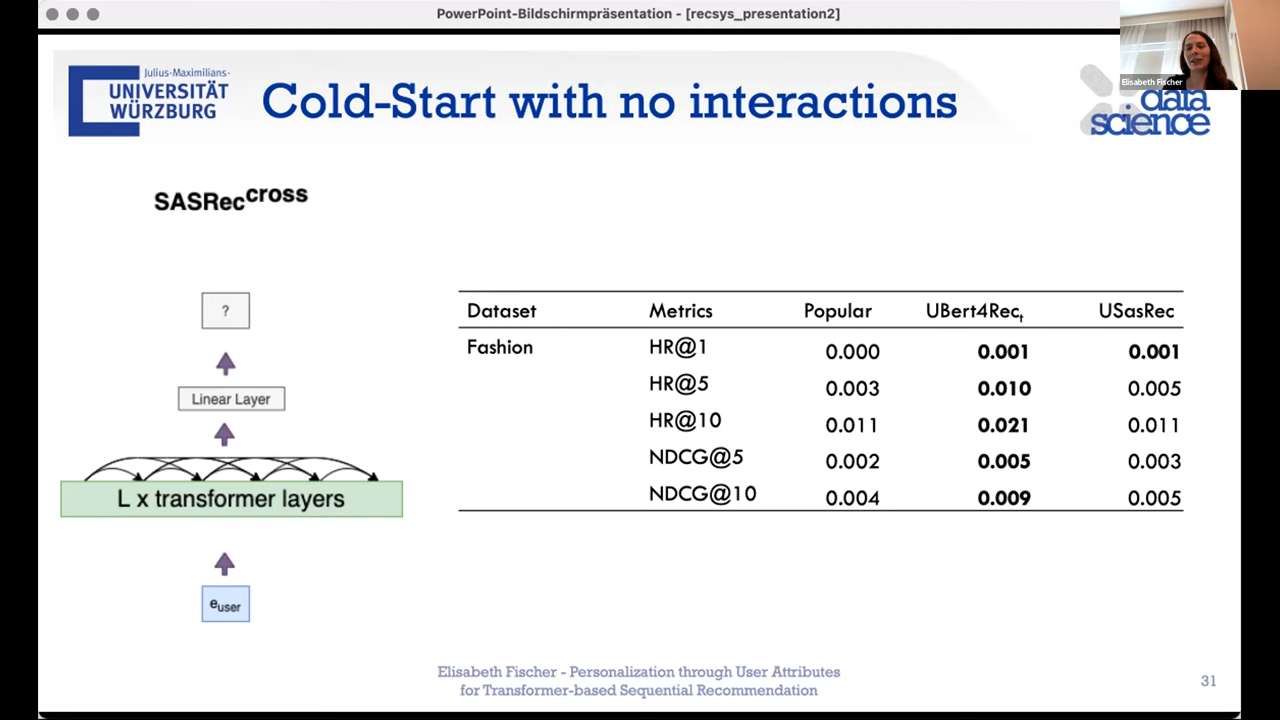 PowerPoint-Bildschirmpräsentation - [recsys_presentation2]
Elisabeth Fischer
Julius-Maximilians-
UNIVERSITÄT
WÜRZBURG
Cold-Start with no interactions
data
science
SASRec^cross
?
Linear Layer
L x transformer layers
e_user
Dataset Metrics Popular UBert4Rec_t USasRec
Fashion HR@1 0.000 0.001 0.001
HR@5 0.003 0.010 0.005
HR@10 0.011 0.021 0.011
NDCG@5 0.002 0.005 0.003
NDCG@10 0.004 0.009 0.005
Elisabeth Fischer - Personalization through User Attributes
for Transformer-based Sequential Recommendation
31